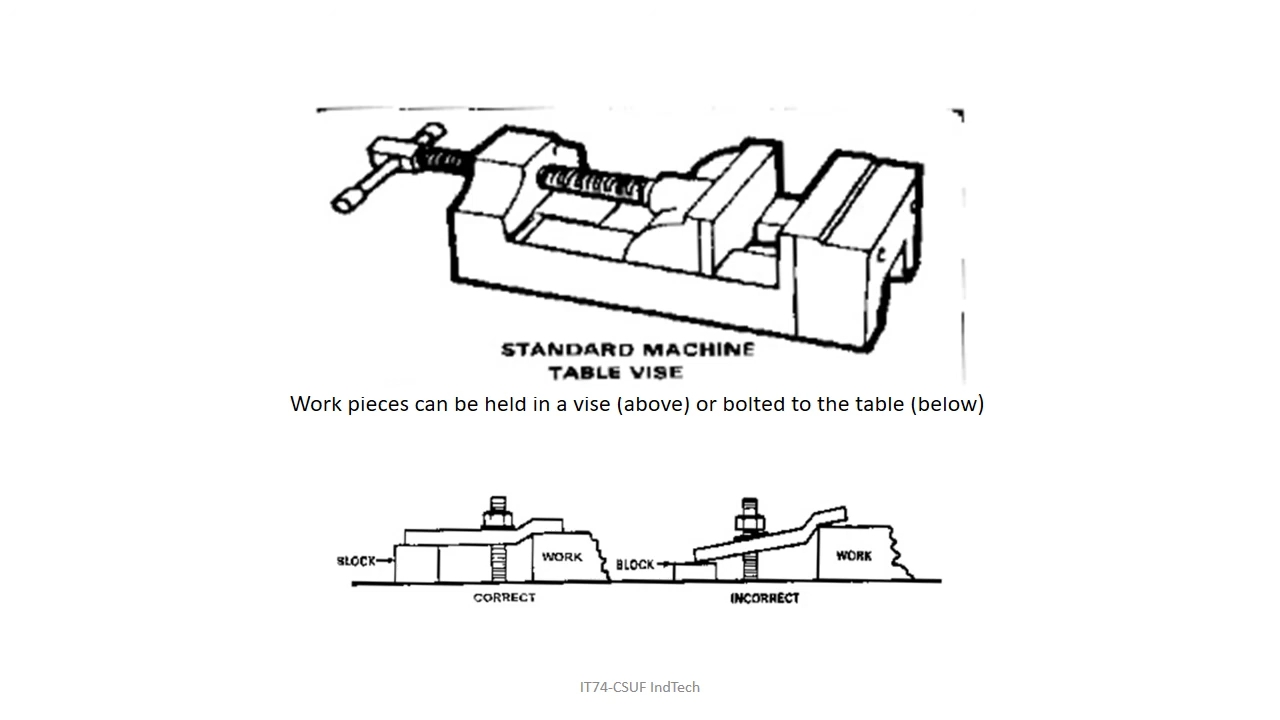 STANDARD MACHINE
TABLE VISE
Work pieces can be held in a vise (above) or bolted to the table (below)
BLOCK
WORK
CORRECT
BLOCK
WORK
INCORRECT
IT74-CSUF IndTech